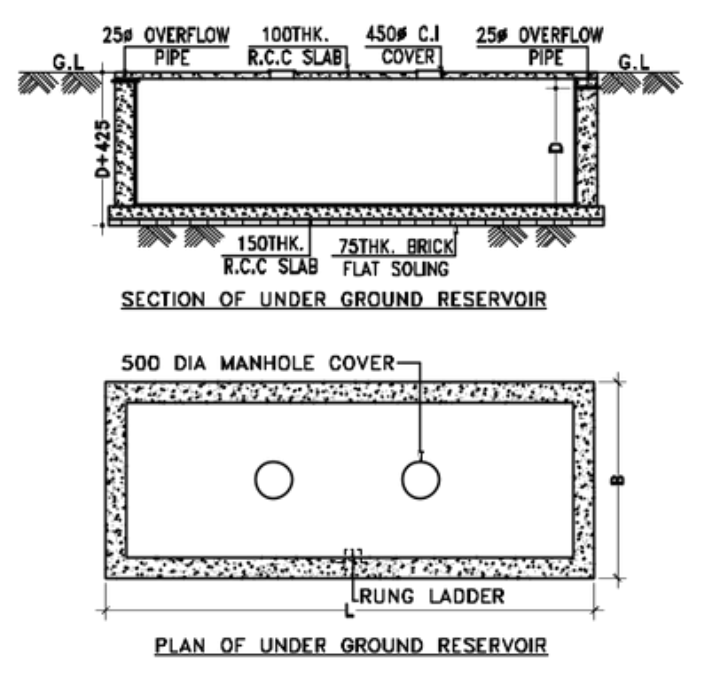 25ø OVERFLOW PIPE
100THK. R.C.C SLAB
450ø C.I COVER
25ø OVERFLOW PIPE
G.L
G.L
D+425
D
150THK. R.C.C SLAB
75THK. BRICK FLAT SOLING
SECTION OF UNDER GROUND RESERVOIR
500 DIA MANHOLE COVER
B
RUNG LADDER
L
PLAN OF UNDER GROUND RESERVOIR